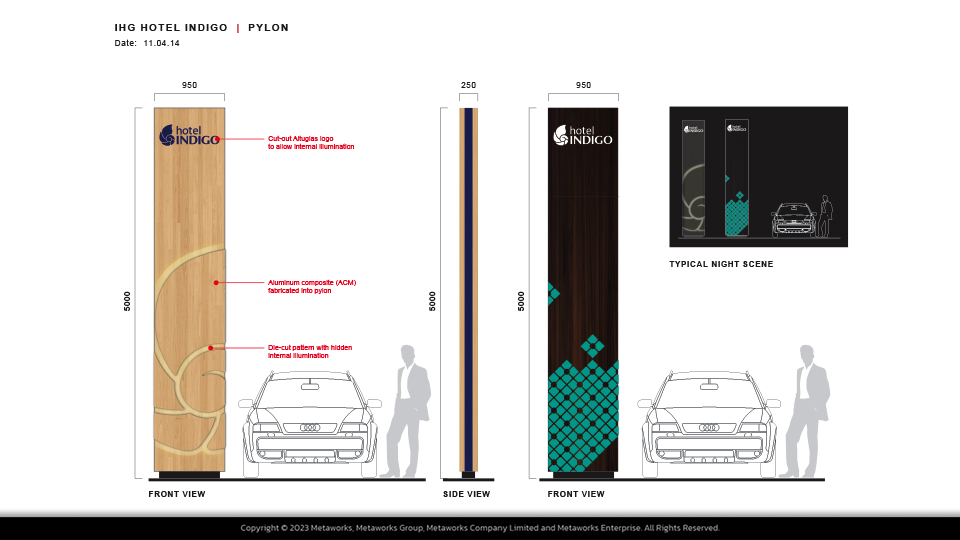 IHG HOTEL INDIGO | PYLON
Date: 11.04.14
950
250
950
hotel
INDIGO
Cut-out Altuglas logo
to allow internal illumination
hotel
INDIGO
hotel
INDIGO
hotel
INDIGO
TYPICAL NIGHT SCENE
Aluminum composite (ACM)
fabricated into pylon
5000
5000
5000
Die-cut pattern with hidden
internal illumination
FRONT VIEW
SIDE VIEW
FRONT VIEW
Copyright © 2023 Metaworks, Metaworks Group, Metaworks Company Limited and Metaworks Enterprise. All Rights Reserved.